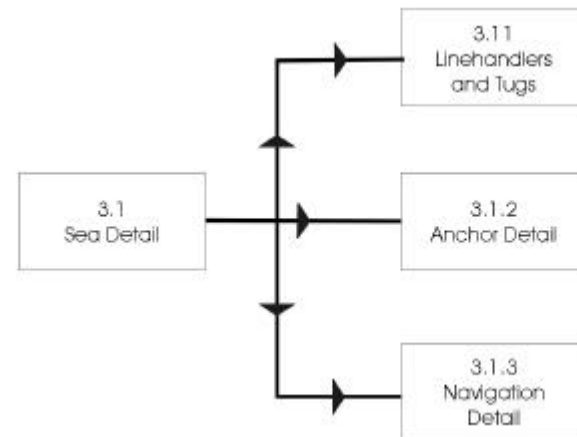 3.11
Linehandlers
and Tugs
3.1
Sea Detail
3.1.2
Anchor Detail
3.1.3
Navigation
Detail